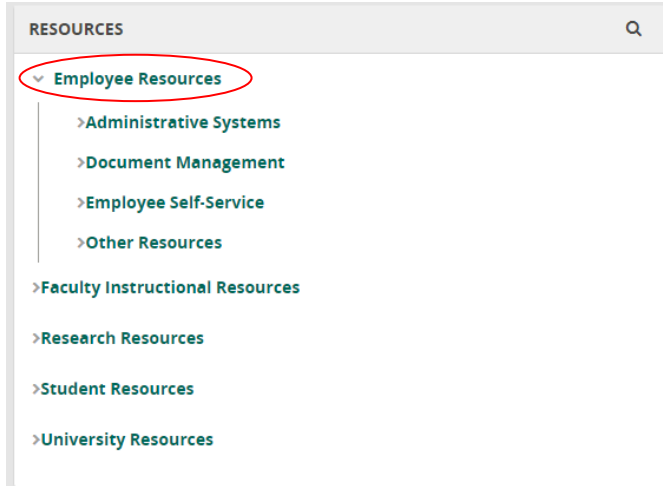 RESOURCES
Employee Resources
Administrative Systems
Document Management
Employee Self-Service
Other Resources
Faculty Instructional Resources
Research Resources
Student Resources
University Resources